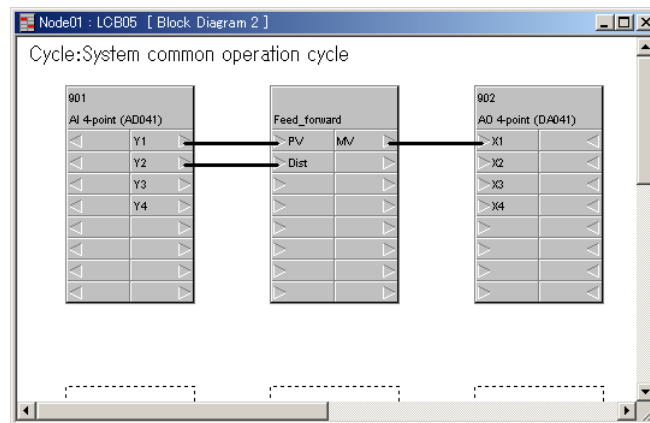 Node01 : LCB05 [ Block Diagram 2 ]
Cycle:System common operation cycle
901
AI 4-point (AD041)
Y1
Y2
Y3
Y4
Feed_forward
PV MV
Dist
902
AO 4-point (DA041)
X1
X2
X3
X4